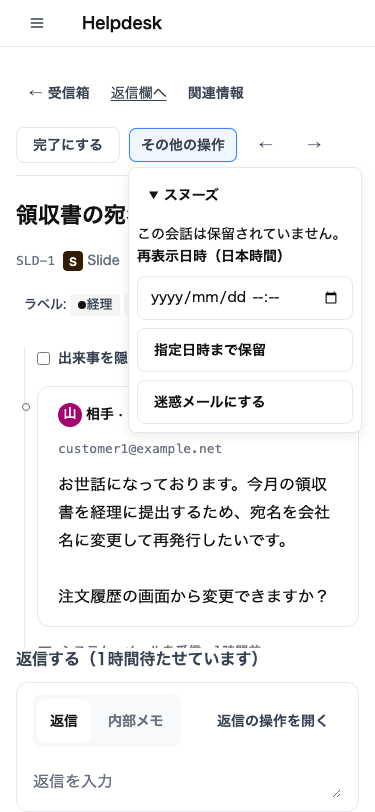 Helpdesk
← 受信箱 返信欄へ 関連情報
完了にする その他の操作 ← →
▼ スヌーズ
この会話は保留されていません。
再表示日時（日本時間）
yyyy/mm/dd --:--
指定日時まで保留
迷惑メールにする
領収書の宛
SLD-1 S Slide
ラベル: 経理
出来事を隠
山 相手 ·
customer1@example.net
お世話になっております。今月の領収
書を経理に提出するため、宛名を会社
名に変更して再発行したいです。
注文履歴の画面から変更できますか？
返信する（1時間待たせています）
返信 内部メモ 返信の操作を開く
返信を入力